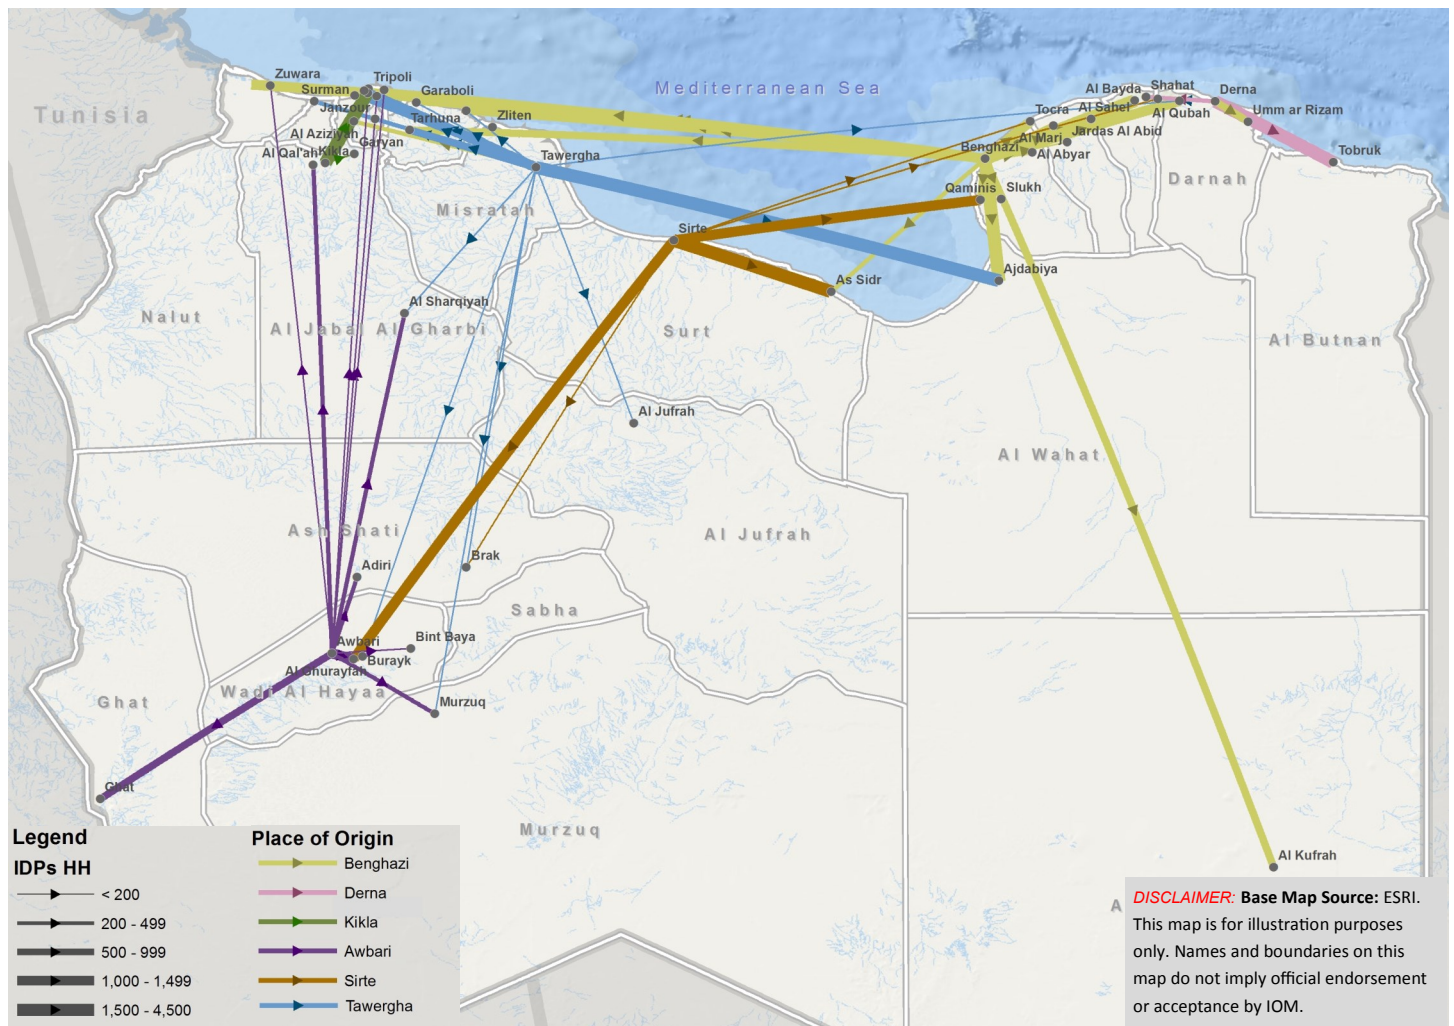 Mediterranean Sea
Tunisia
Zuwara
Tripoli
Surman
Garaboli
Janzour
Tarhuna
Zliten
Al Aziziyah
Garyan
Al Qal'ah
Kikla
Tawergha
Misratah
Al Bayda
Shahat
Derna
Tocra
Al Sahel
Al Qubah
Umm ar Rizam
Al Marj
Jardas Al Abid
Benghazi
Al Abyar
Tobruk
Darnah
Qaminis
Slukh
Sirte
As Sidr
Ajdabiya
Al Sharqiyah
Nalut
Al Jabal Al Gharbi
Surt
Al Butnan
Al Jufrah
Al Wahat
Ash Shati
Al Jufrah
Brak
Adiri
Sabha
Awbari
Bint Baya
Burayk
Al Ghurayfah
Wadi Al Hayaa
Ghat
Murzuq
Ghat
Murzuq
Al Kufrah
A
Legend
IDPs HH
< 200
200 - 499
500 - 999
1,000 - 1,499
1,500 - 4,500
Place of Origin
Benghazi
Derna
Kikla
Awbari
Sirte
Tawergha
DISCLAIMER: Base Map Source: ESRI.
This map is for illustration purposes
only. Names and boundaries on this
map do not imply official endorsement
or acceptance by IOM.